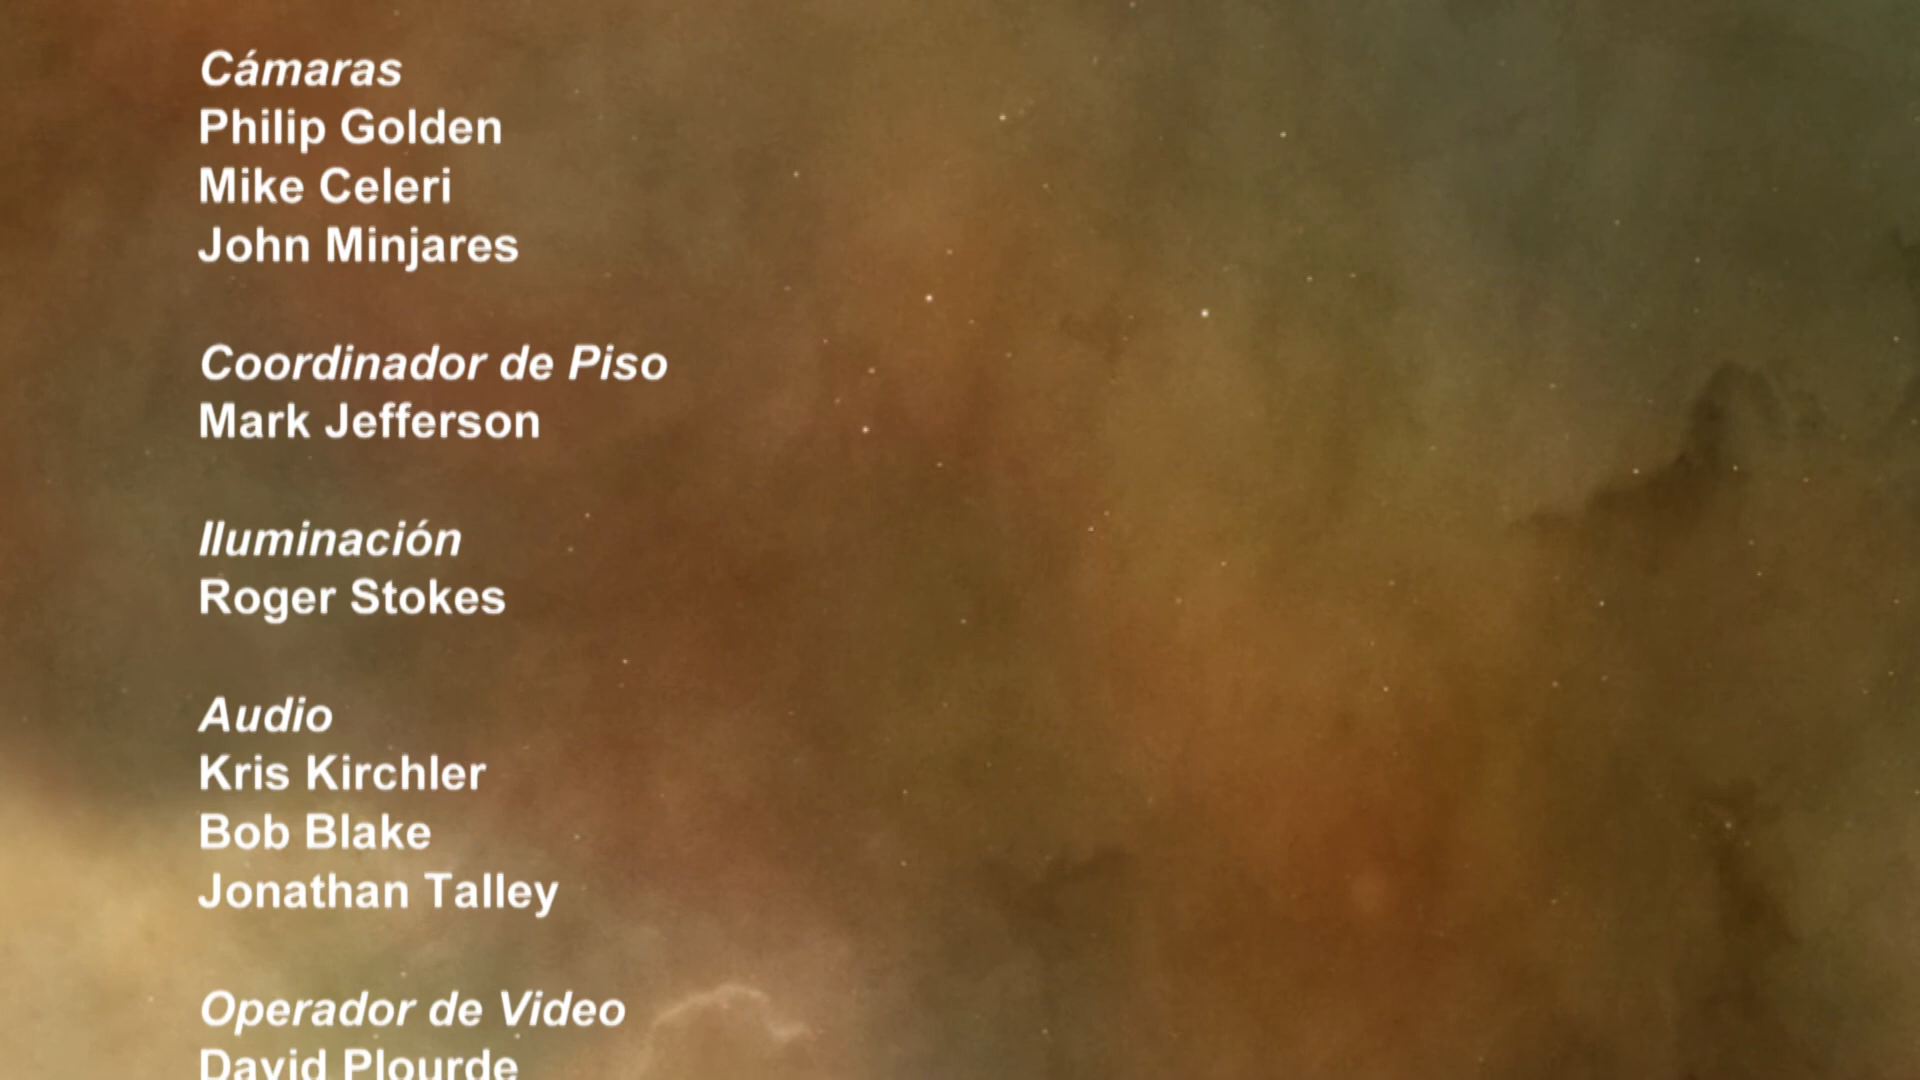 Cámaras
Philip Golden
Mike Celeri
John Minjares
Coordinador de Piso
Mark Jefferson
Iluminación
Roger Stokes
Audio
Kris Kirchler
Bob Blake
Jonathan Talley
Operador de Video
David Plourde